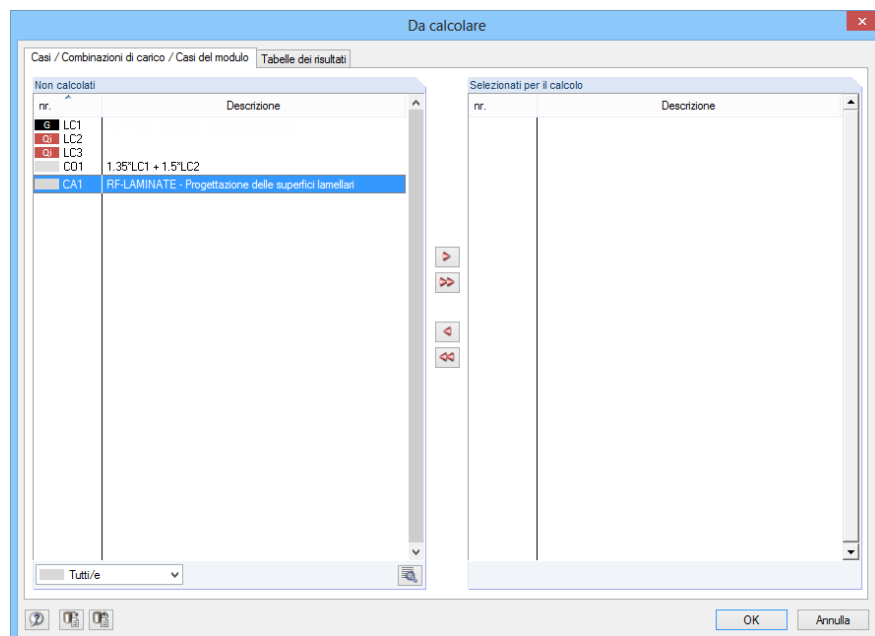 Da calcolare
Casi / Combinazioni di carico / Casi del modulo
Tabelle dei risultati
Non calcolati
nr. Descrizione
G LC1
Qi LC2
Qi LC3
CO1 1.35*LC1 + 1.5*LC2
CA1 RF-LAMINATE - Progettazione delle superfici lamellari
Tutti/e
Selezionati per il calcolo
nr. Descrizione
OK
Annulla